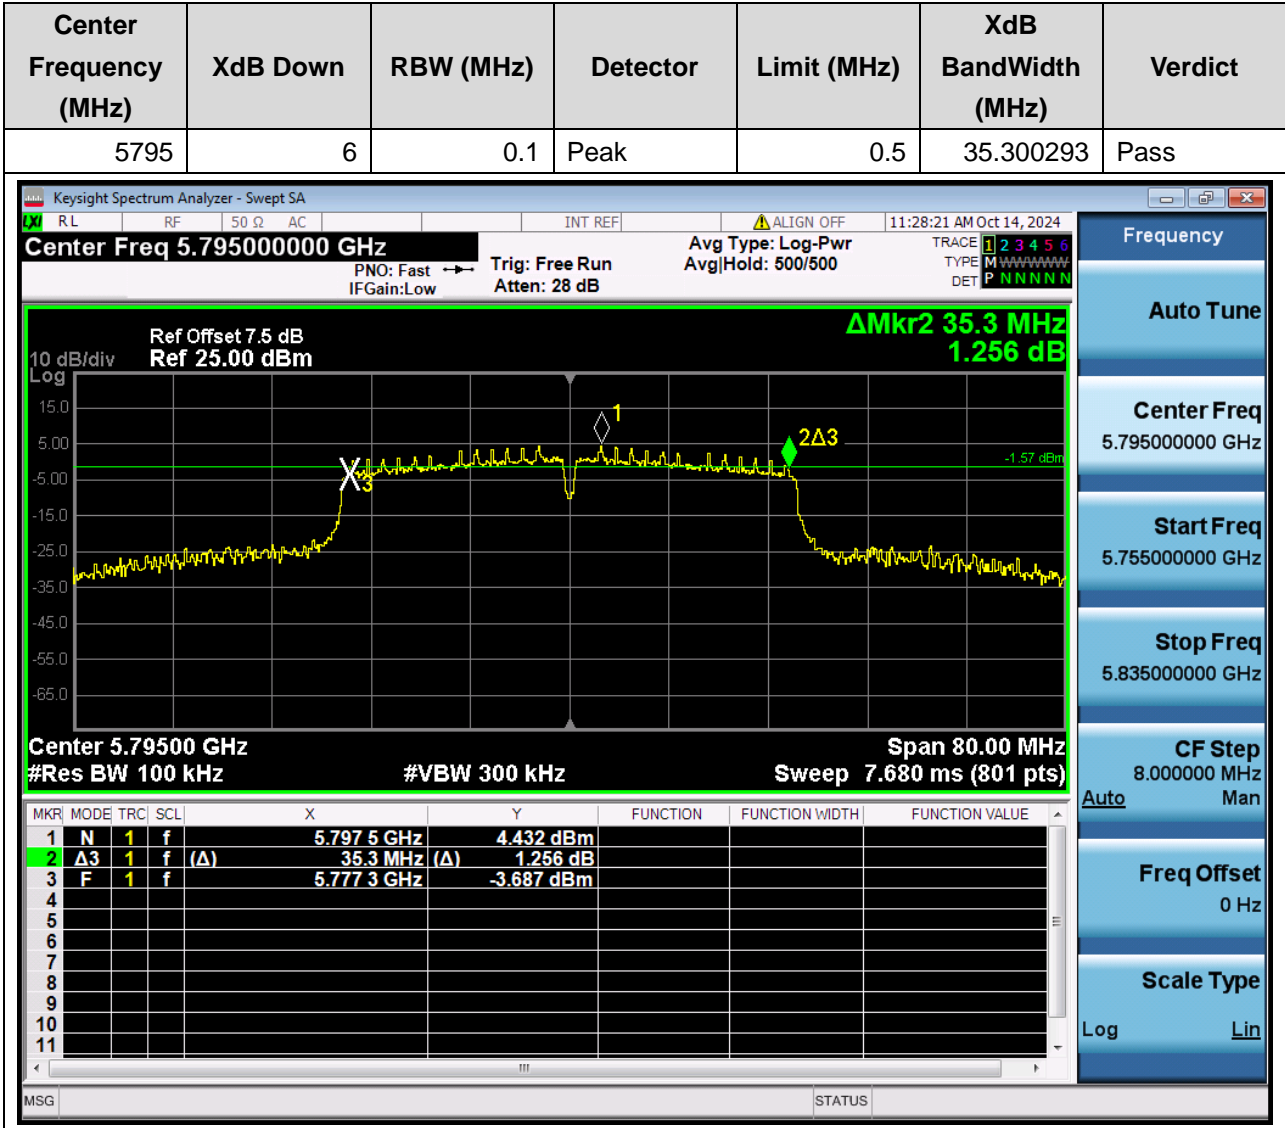 Center Frequency (MHz) XdB Down RBW (MHz) Detector Limit (MHz) XdB BandWidth (MHz) Verdict
5795 6 0.1 Peak 0.5 35.300293 Pass
Keysight Spectrum Analyzer - Swept SA
LXI RL RF 50 Ω AC INT REF ALIGN OFF 11:28:21 AM Oct 14, 2024
Center Freq 5.795000000 GHz
PNO: Fast
IFGain:Low
Trig: Free Run
Atten: 28 dB
Avg Type: Log-Pwr
Avg|Hold: 500/500
TRACE 1 2 3 4 5 6
TYPE M WWWWW
DET P N N N N N
Ref Offset 7.5 dB
10 dB/div Ref 25.00 dBm
Log
ΔMkr2 35.3 MHz
1.256 dB
15.0
5.00
-5.00
-15.0
-25.0
-35.0
-45.0
-55.0
-65.0
1
2Δ3
3
-1.57 dBm
Center 5.79500 GHz Span 80.00 MHz
#Res BW 100 kHz #VBW 300 kHz Sweep 7.680 ms (801 pts)
MKR MODE TRC SCL X Y FUNCTION FUNCTION WIDTH FUNCTION VALUE
1 N 1 f 5.797 5 GHz 4.432 dBm
2 Δ3 1 f (Δ) 35.3 MHz (Δ) 1.256 dB
3 F 1 f 5.777 3 GHz -3.687 dBm
4
5
6
7
8
9
10
11
MSG STATUS
Frequency
Auto Tune
Center Freq
5.795000000 GHz
Start Freq
5.755000000 GHz
Stop Freq
5.835000000 GHz
CF Step
8.000000 MHz
Auto Man
Freq Offset
0 Hz
Scale Type
Log Lin